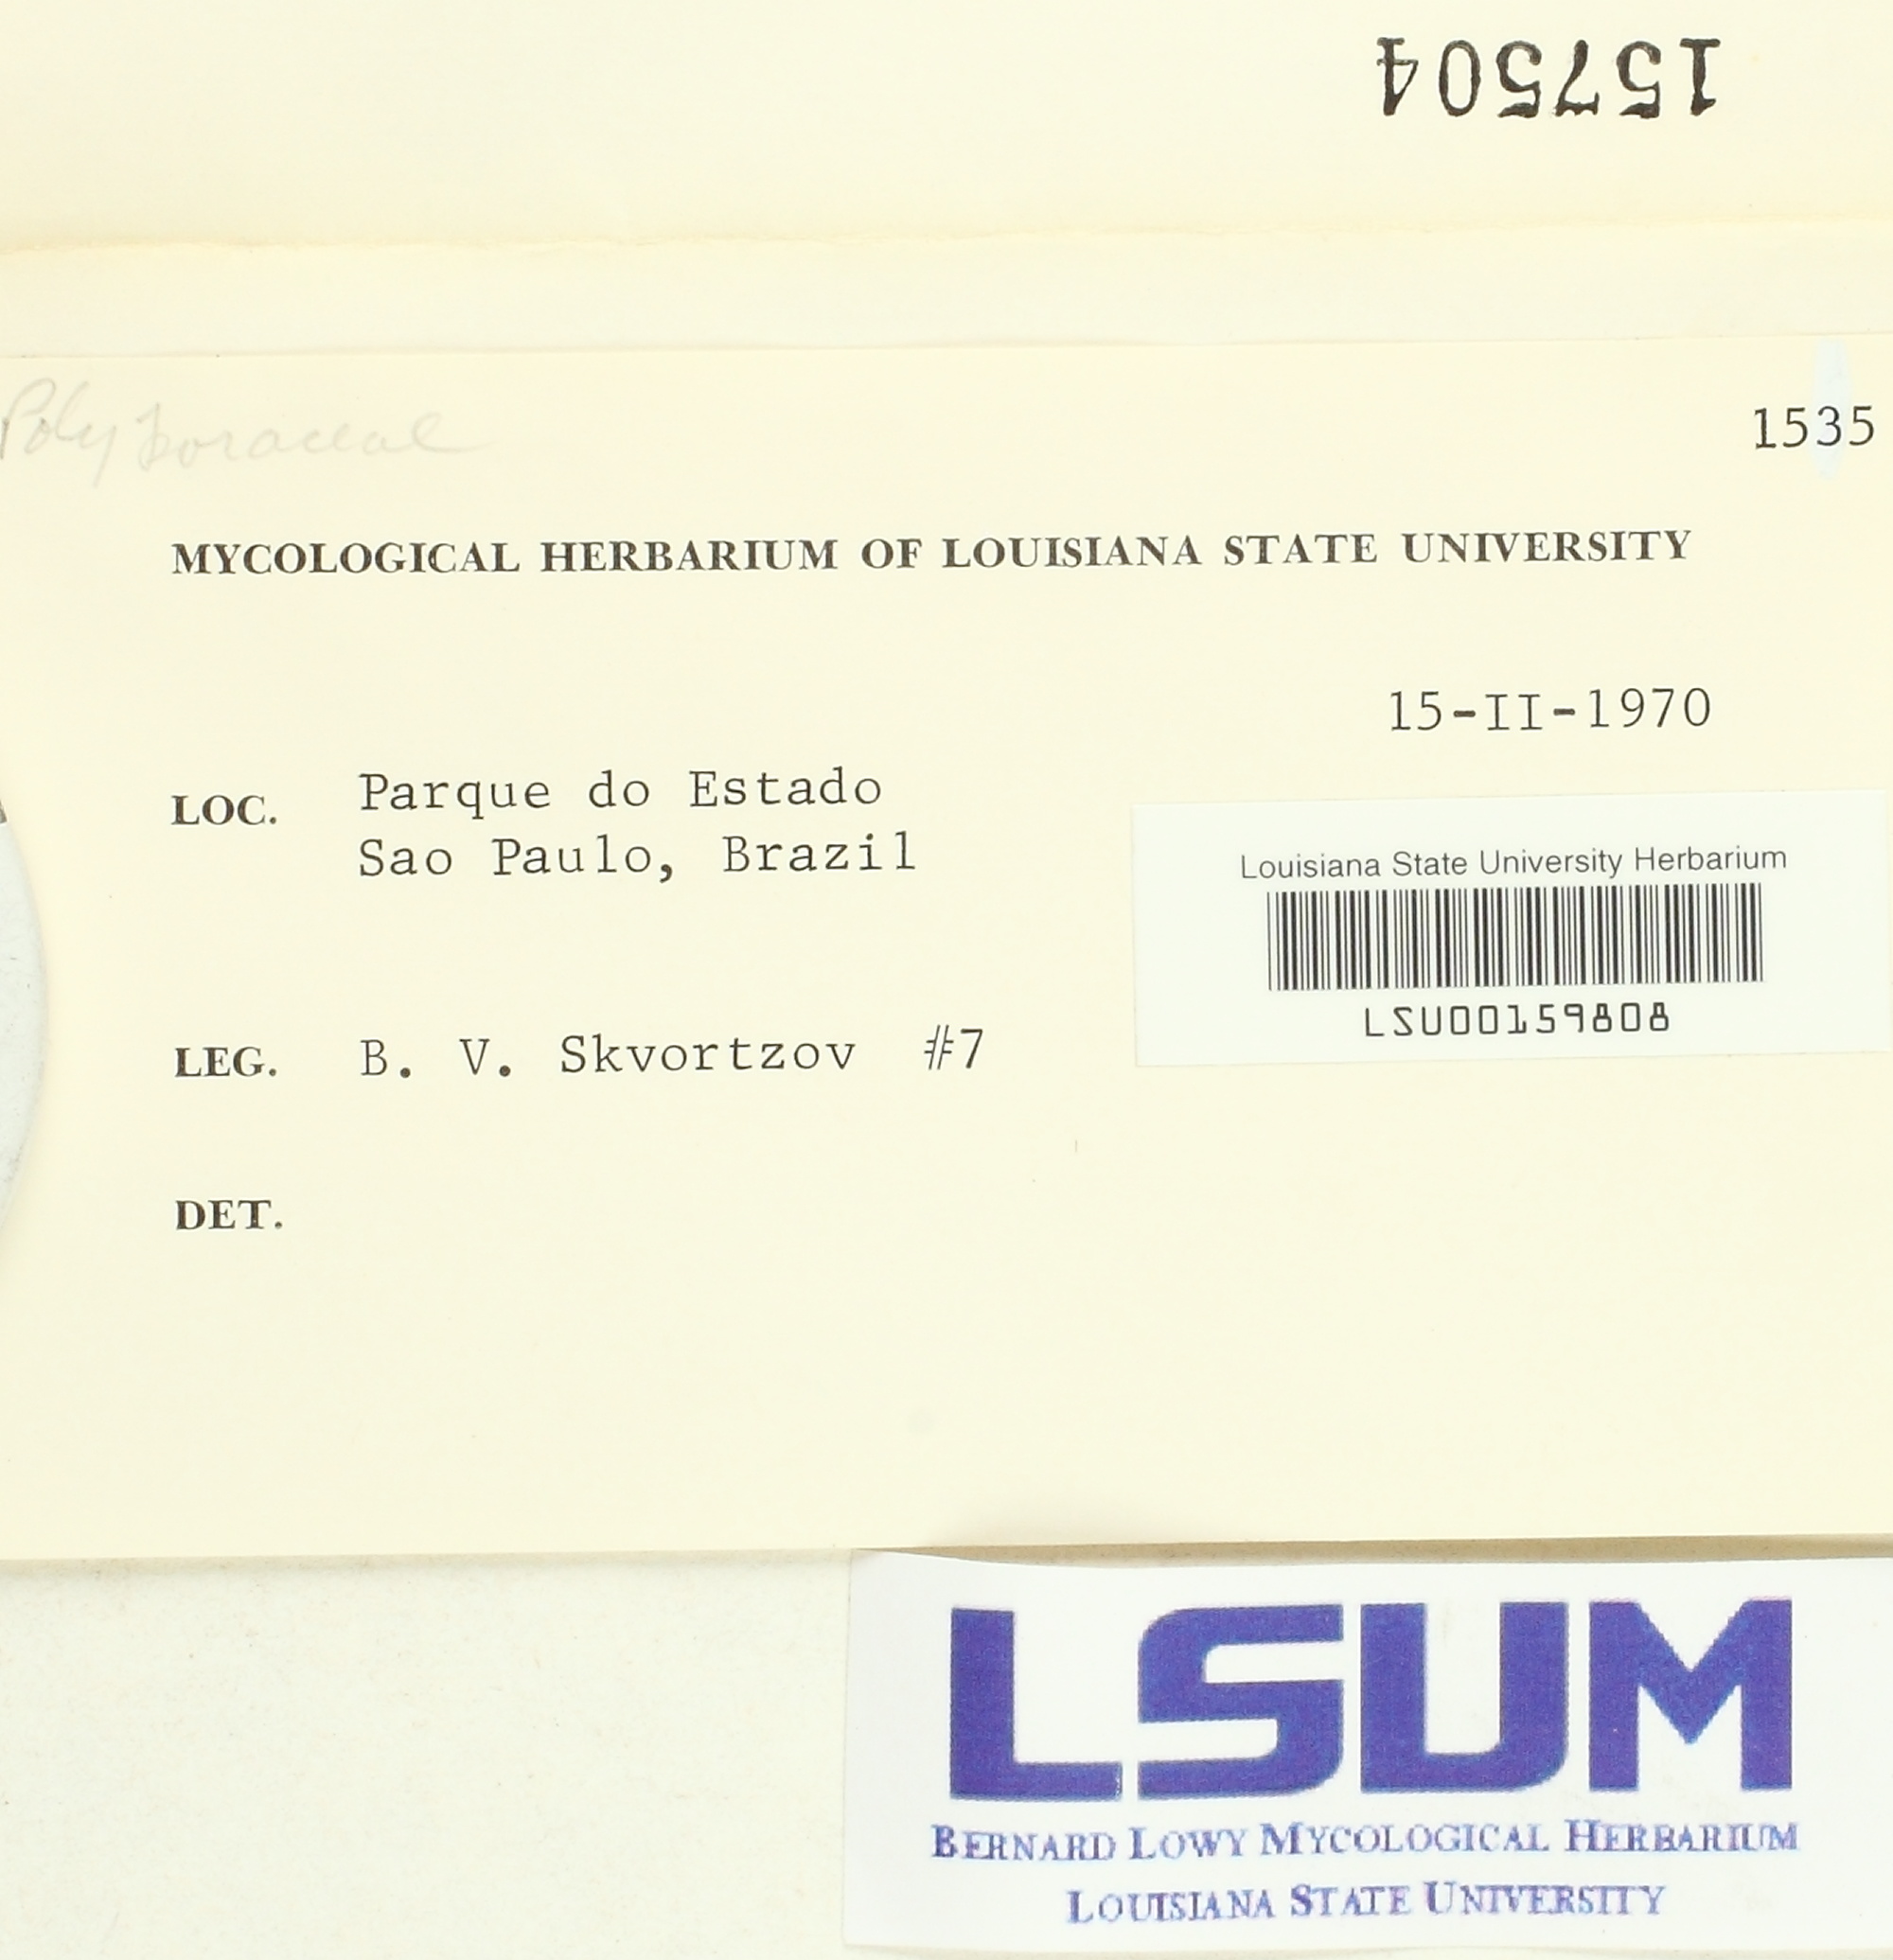 157504
Polyporaceae
1535
MYCOLOGICAL HERBARIUM OF LOUISIANA STATE UNIVERSITY
15-II-1970
LOC. Parque do Estado
Sao Paulo, Brazil
Louisiana State University Herbarium
LSU00159808
LEG. B. V. Skvortzov #7
DET.
LSUM
BERNARD LOWY MYCOLOGICAL HERBARIUM
LOUISIANA STATE UNIVERSITY